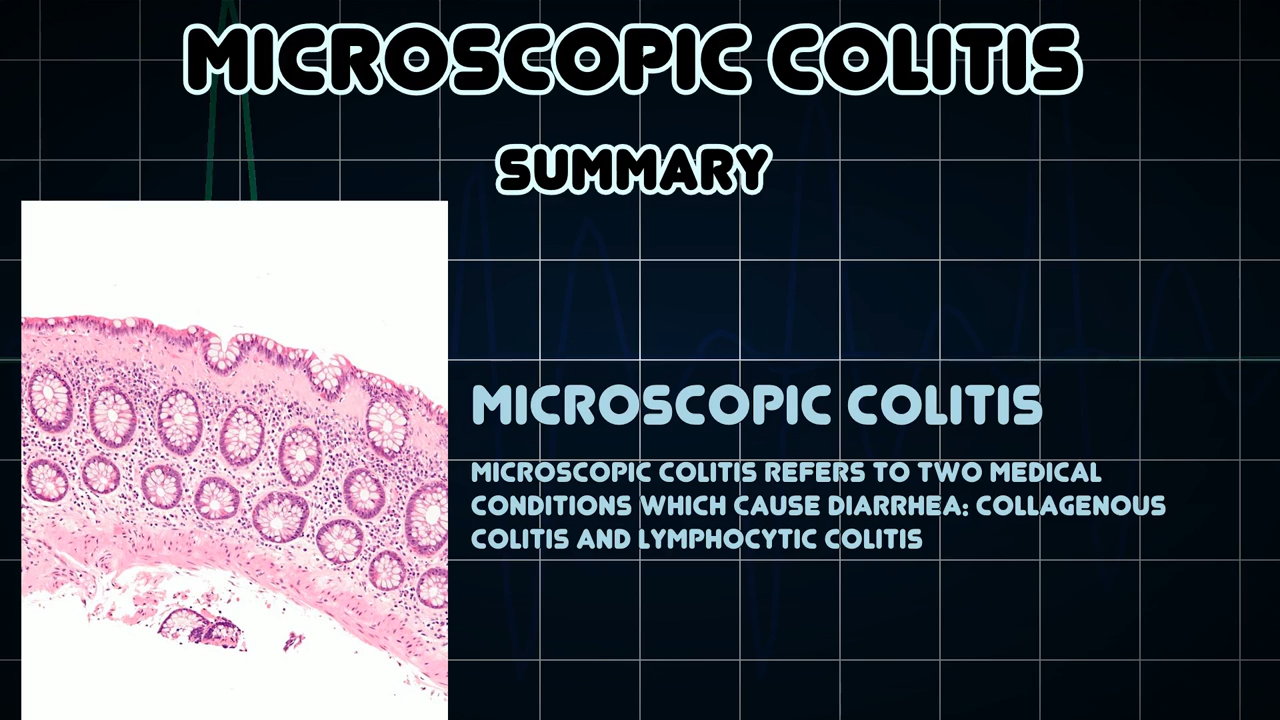 MICROSCOPIC COLITIS
SUMMARY
MICROSCOPIC COLITIS
MICROSCOPIC COLITIS REFERS TO TWO MEDICAL
CONDITIONS WHICH CAUSE DIARRHEA: COLLAGENOUS
COLITIS AND LYMPHOCYTIC COLITIS